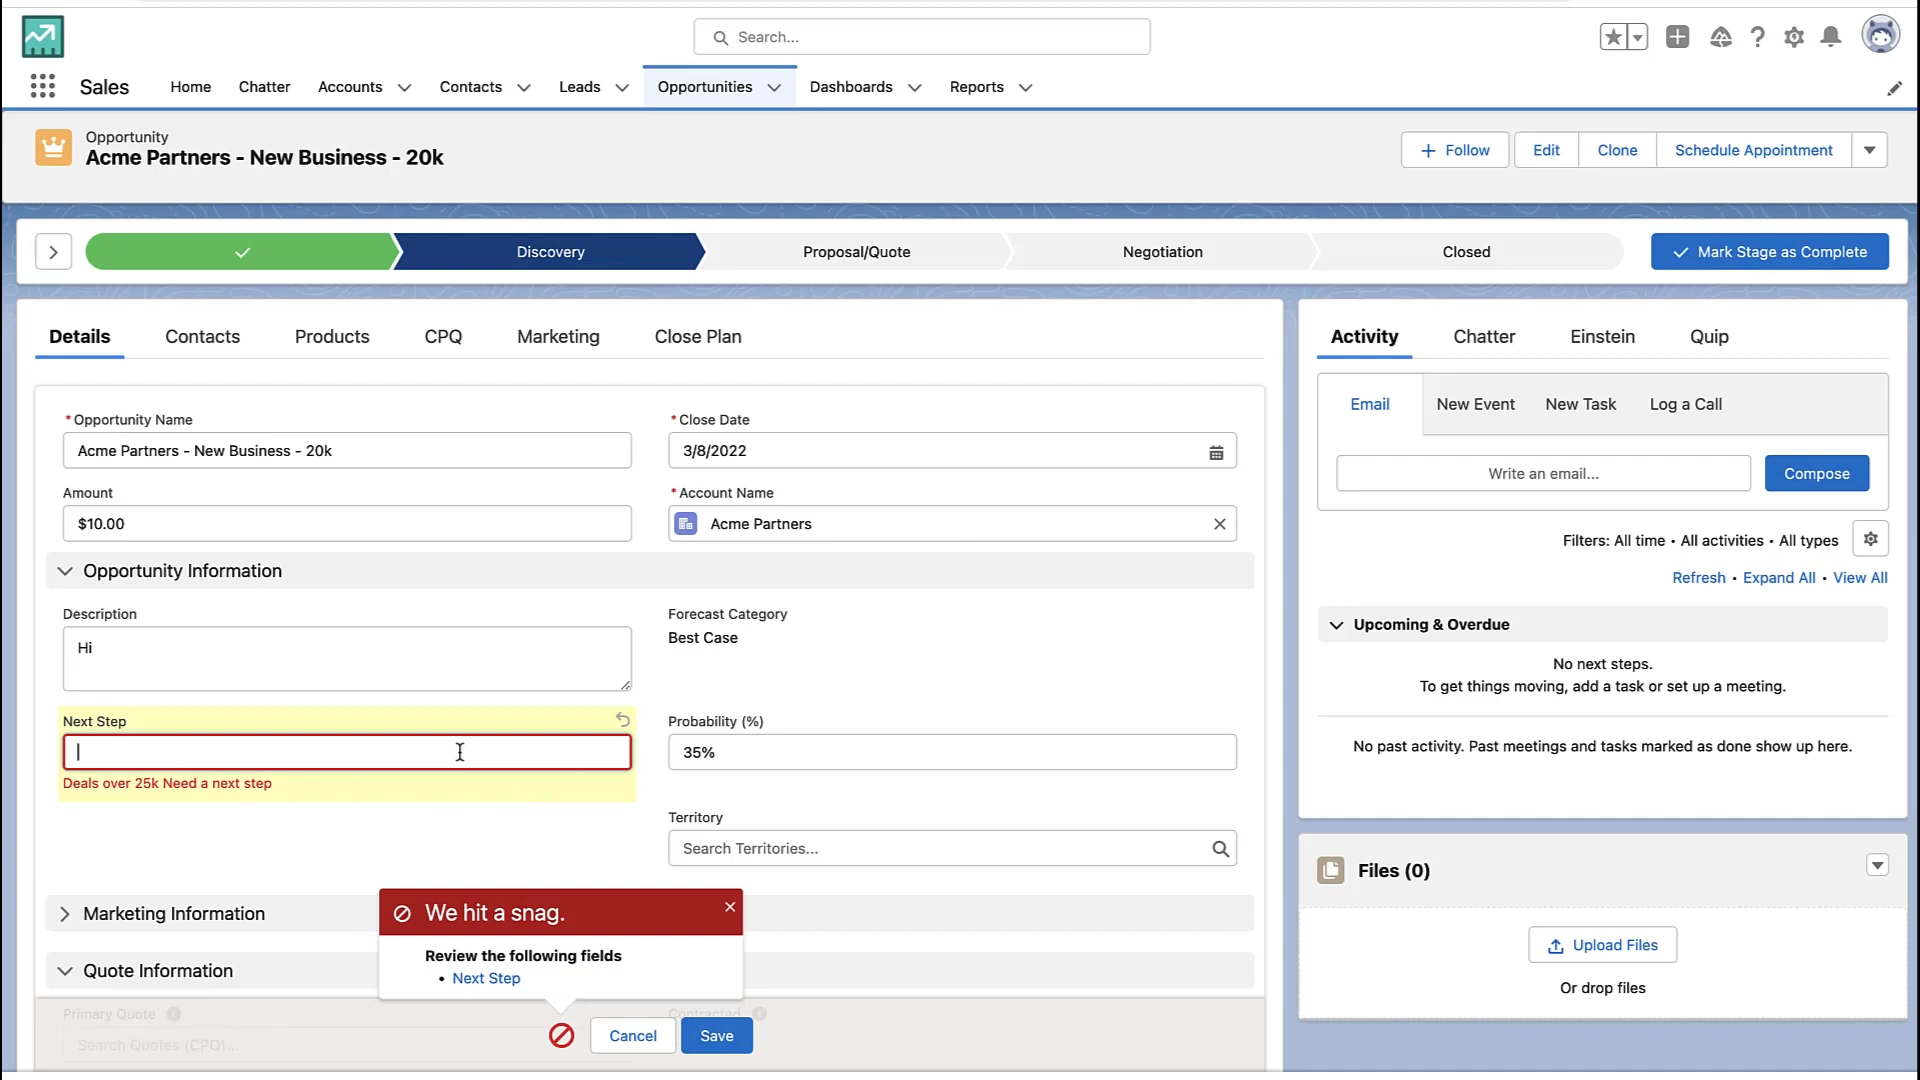 Search...
Sales
Home
Chatter
Accounts
Contacts
Leads
Opportunities
Dashboards
Reports
Opportunity
Acme Partners - New Business - 20k
Follow
Edit
Clone
Schedule Appointment
Discovery
Proposal/Quote
Negotiation
Closed
Mark Stage as Complete
Details
Contacts
Products
CPQ
Marketing
Close Plan
* Opportunity Name
Acme Partners - New Business - 20k
* Close Date
3/8/2022
Amount
$10.00
* Account Name
Acme Partners
Opportunity Information
Description
Hi
Forecast Category
Best Case
Next Step
Deals over 25k Need a next step
Probability (%)
35%
Territory
Search Territories...
Marketing Information
Quote Information
We hit a snag.
Review the following fields
• Next Step
Primary Quote
Contracted
Search Quotes (CPQ)...
Cancel
Save
Activity
Chatter
Einstein
Quip
Email
New Event
New Task
Log a Call
Write an email...
Compose
Filters: All time • All activities • All types
Refresh • Expand All • View All
Upcoming & Overdue
No next steps.
To get things moving, add a task or set up a meeting.
No past activity. Past meetings and tasks marked as done show up here.
Files (0)
Upload Files
Or drop files